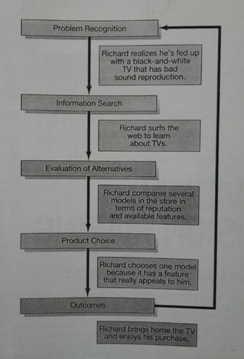 Problem Recognition
Richard realizes he's fed up
with a black-and-white
TV that has bad
sound reproduction.
Information Search
Richard surfs the
web to learn
about TVs.
Evaluation of Alternatives
Richard compares several
models in the store in
terms of reputation
and available features.
Product Choice
Richard chooses one model
because it has a feature
that really appeals to him.
Outcomes
Richard brings home the TV
and enjoys his purchase.